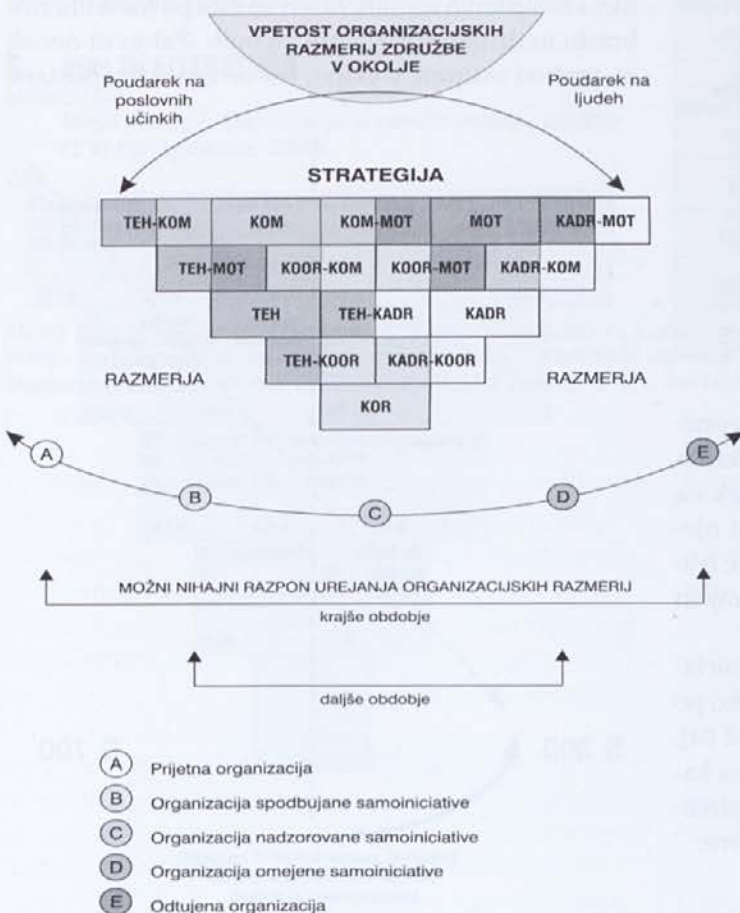 VPETOST ORGANIZACIJSKIH
RAZMERIJ ZDRUŽBE
V OKOLJE
Poudarek na
poslovnih
učinkih
Poudarek na
ljudeh
STRATEGIJA
TEH-KOM KOM KOM-MOT MOT KADR-MOT
TEH-MOT KOOR-KOM KOOR-MOT KADR-KOM
TEH TEH-KADR KADR
TEH-KOOR KADR-KOOR
RAZMERJA RAZMERJA
KOR
A B C D E
MOŽNI NIHAJNI RAZPON UREJANJA ORGANIZACIJSKIH RAZMERIJ
krajše obdobje
daljše obdobje
A Prijetna organizacija
B Organizacija spodbujane samoiniciative
C Organizacija nadzorovane samoiniciative
D Organizacija omejene samoiniciative
E Odtujena organizacija